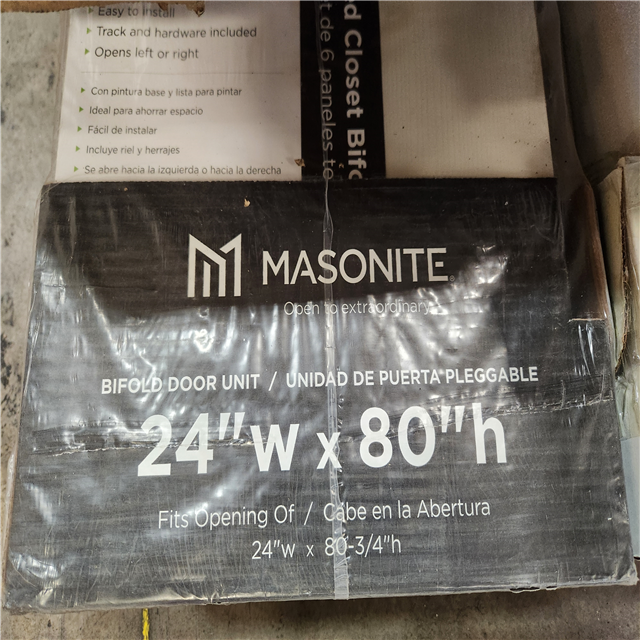 Easy to install
Track and hardware included
Opens left or right
Con pintura base y lista para pintar
Ideal para ahorrar espacio
Fácil de instalar
Incluye riel y herrajes
Se abre hacia la izquierda o hacia la derecha
d Closet Bifo
t de 6 paneles te
MASONITE®
Open to extraordinary
BIFOLD DOOR UNIT / UNIDAD DE PUERTA PLEGGABLE
24"w x 80"h
Fits Opening Of / Cabe en la Abertura
24"w x 80-3/4"h